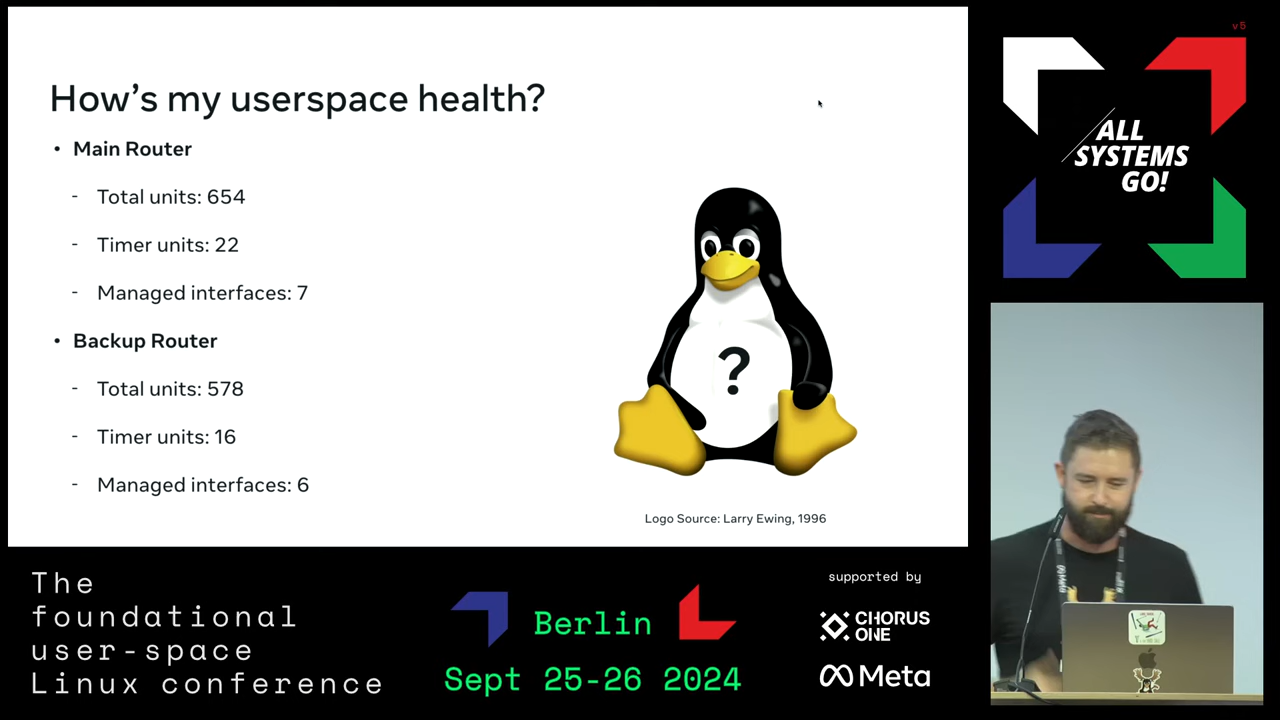 How's my userspace health?
• Main Router
- Total units: 654
- Timer units: 22
- Managed interfaces: 7
• Backup Router
- Total units: 578
- Timer units: 16
- Managed interfaces: 6
?
Logo Source: Larry Ewing, 1996
v5
ALL
SYSTEMS
GO!
The
foundational
user-space
Linux conference
Berlin
Sept 25-26 2024
supported by
CHORUS
ONE
Meta